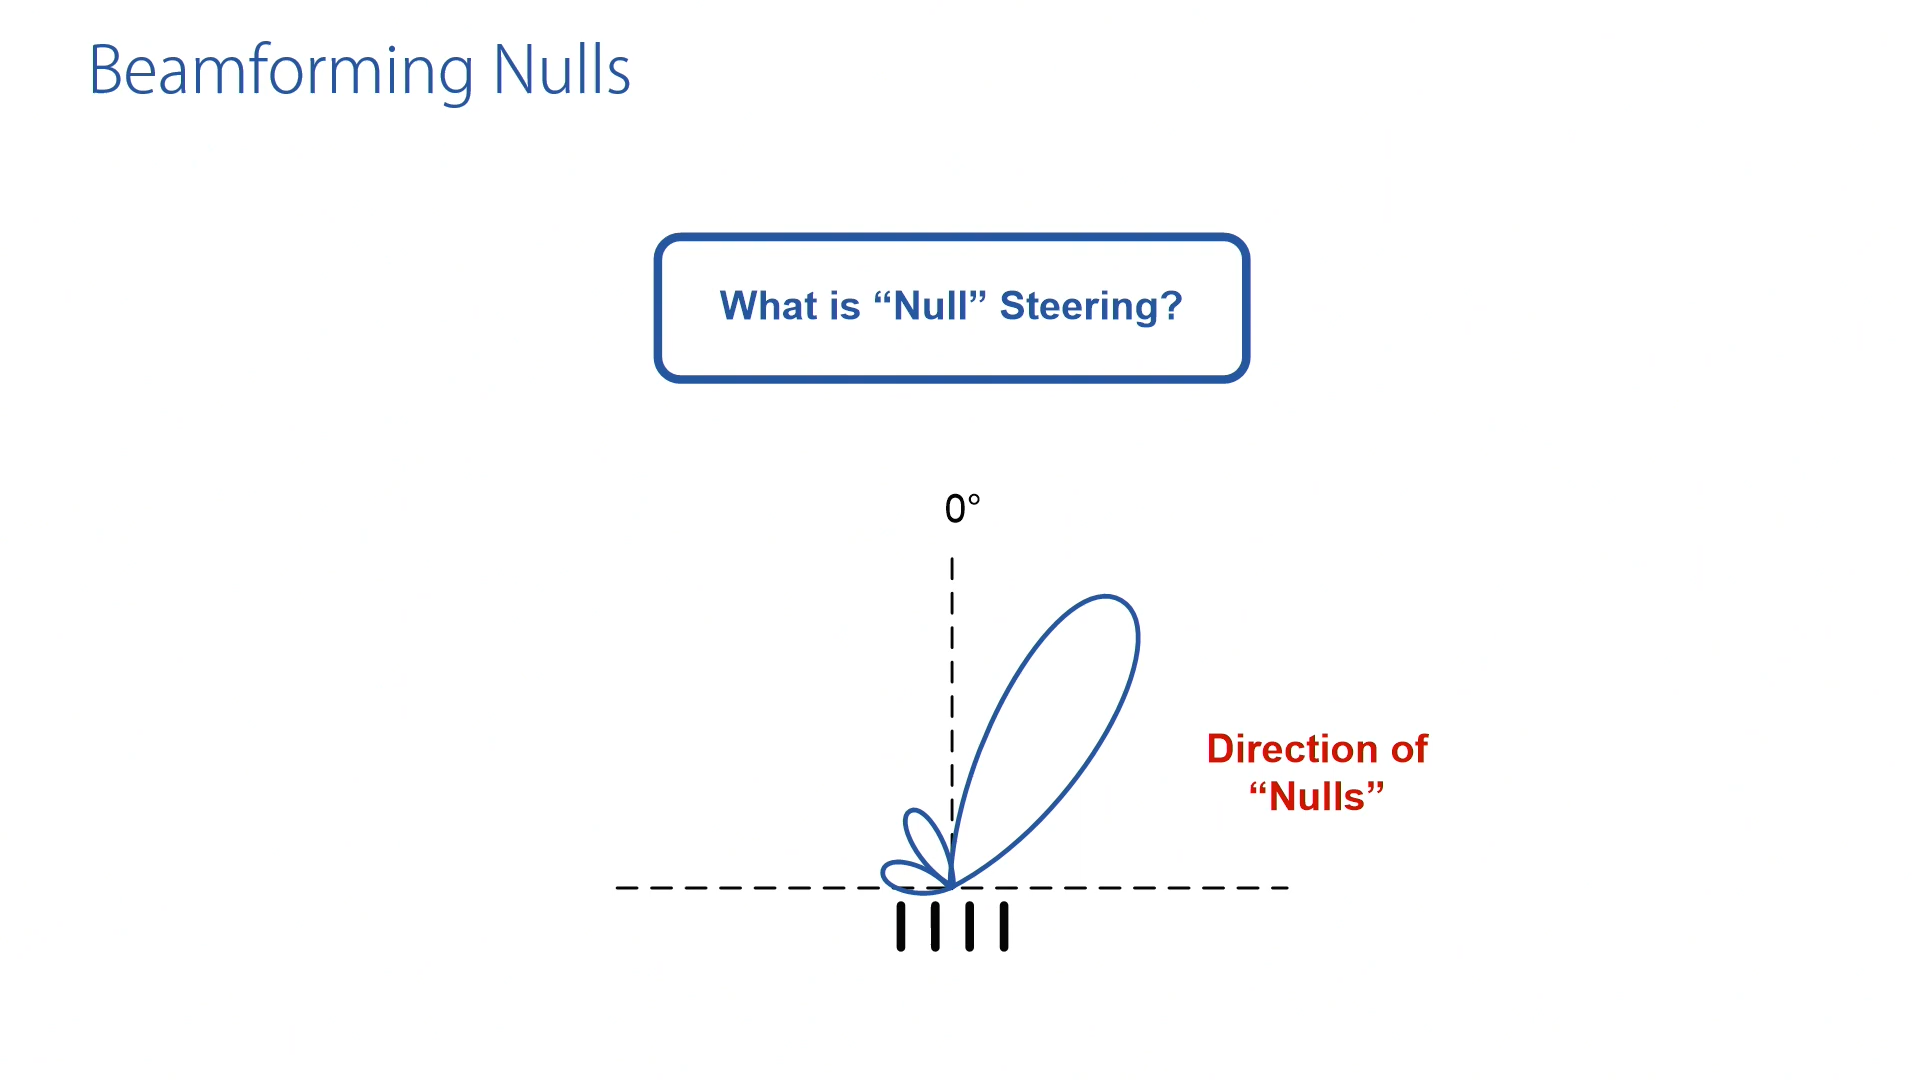 Beamforming Nulls
What is “Null” Steering?
0°
Direction of
“Nulls”